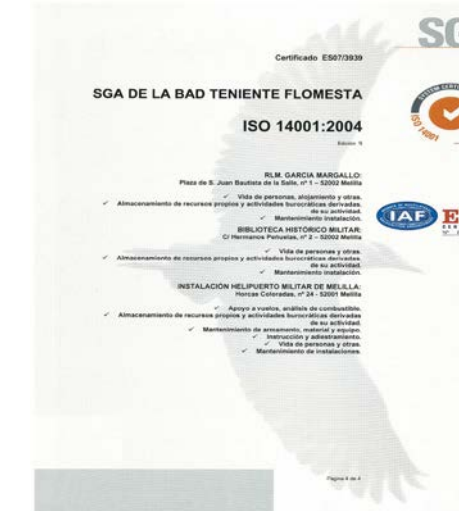 SG
Certificado ES07/3939
SYSTEM CERTIF
ISO 14001
SGA DE LA BAD TENIENTE FLOMESTA
ISO 14001:2004
RLM. GARCIA MARGALLO:
Plaza de S. Juan Bautista de la Salle, nº 1 – 52002 Melilla
✓ Vida de personas, alojamiento y otras.
✓ Almacenamiento de recursos propios y actividades burocráticas derivadas
de su actividad.
✓ Mantenimiento instalación.
BIBLIOTECA HISTÓRICO MILITAR:
C/ Hermanos Peñuelas, nº 2 – 52002 Melilla
✓ Vida de personas y otras.
✓ Almacenamiento de recursos propios y actividades burocráticas derivadas
de su actividad.
✓ Mantenimiento instalación.
IAF
INSTALACIÓN HELIPUERTO MILITAR DE MELILLA:
Horcas Coloradas, nº 24 - 52001 Melilla
✓ Apoyo a vuelos, análisis de combustible.
✓ Almacenamiento de recursos propios y actividades burocráticas derivadas
de su actividad.
✓ Mantenimiento de armamento, material y equipo.
✓ Instrucción y adiestramiento.
✓ Vida de personas y otras.
✓ Mantenimiento de instalaciones.
Página 4 de 4